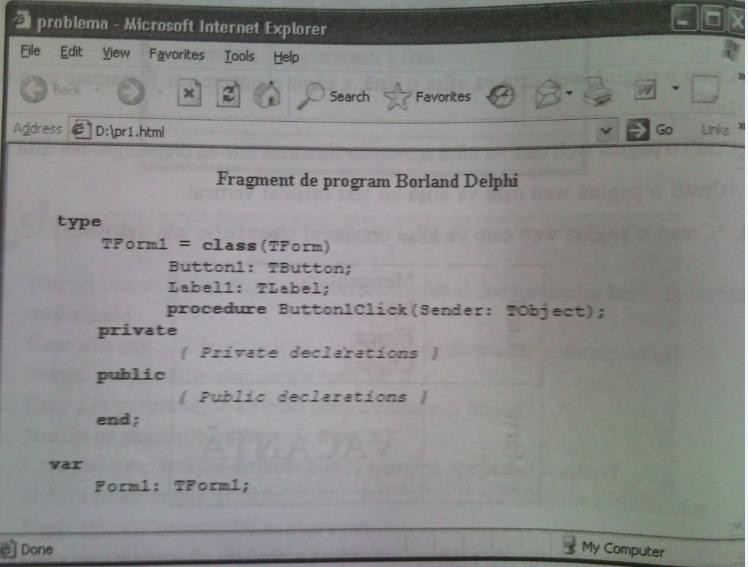 problema - Microsoft Internet Explorer
File Edit View Favorites Tools Help
Back Search Favorites
Address D:\pr1.html Go Links
Fragment de program Borland Delphi
type
TForm1 = class(TForm)
Button1: TButton;
Label1: TLabel;
procedure Button1Click(Sender: TObject);
private
{ Private declarations }
public
{ Public declarations }
end;
var
Form1: TForm1;
Done My Computer